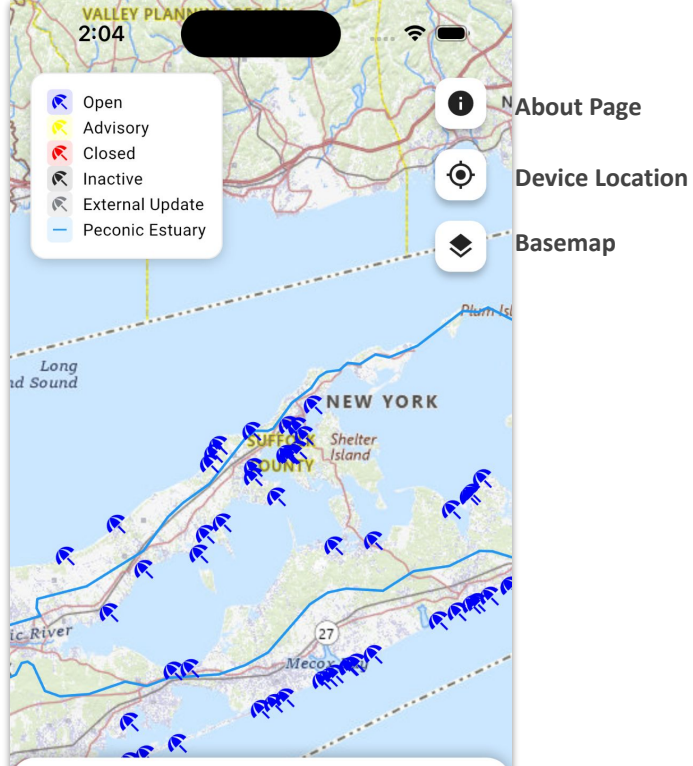 VALLEY PLANNING REGION
2:04
Open
Advisory
Closed
Inactive
External Update
Peconic Estuary
N
About Page
Device Location
Basemap
Plum Isl
Long
nd Sound
NEW YORK
SUFFOLK
COUNTY
Shelter
Island
ic River
27
Mecox